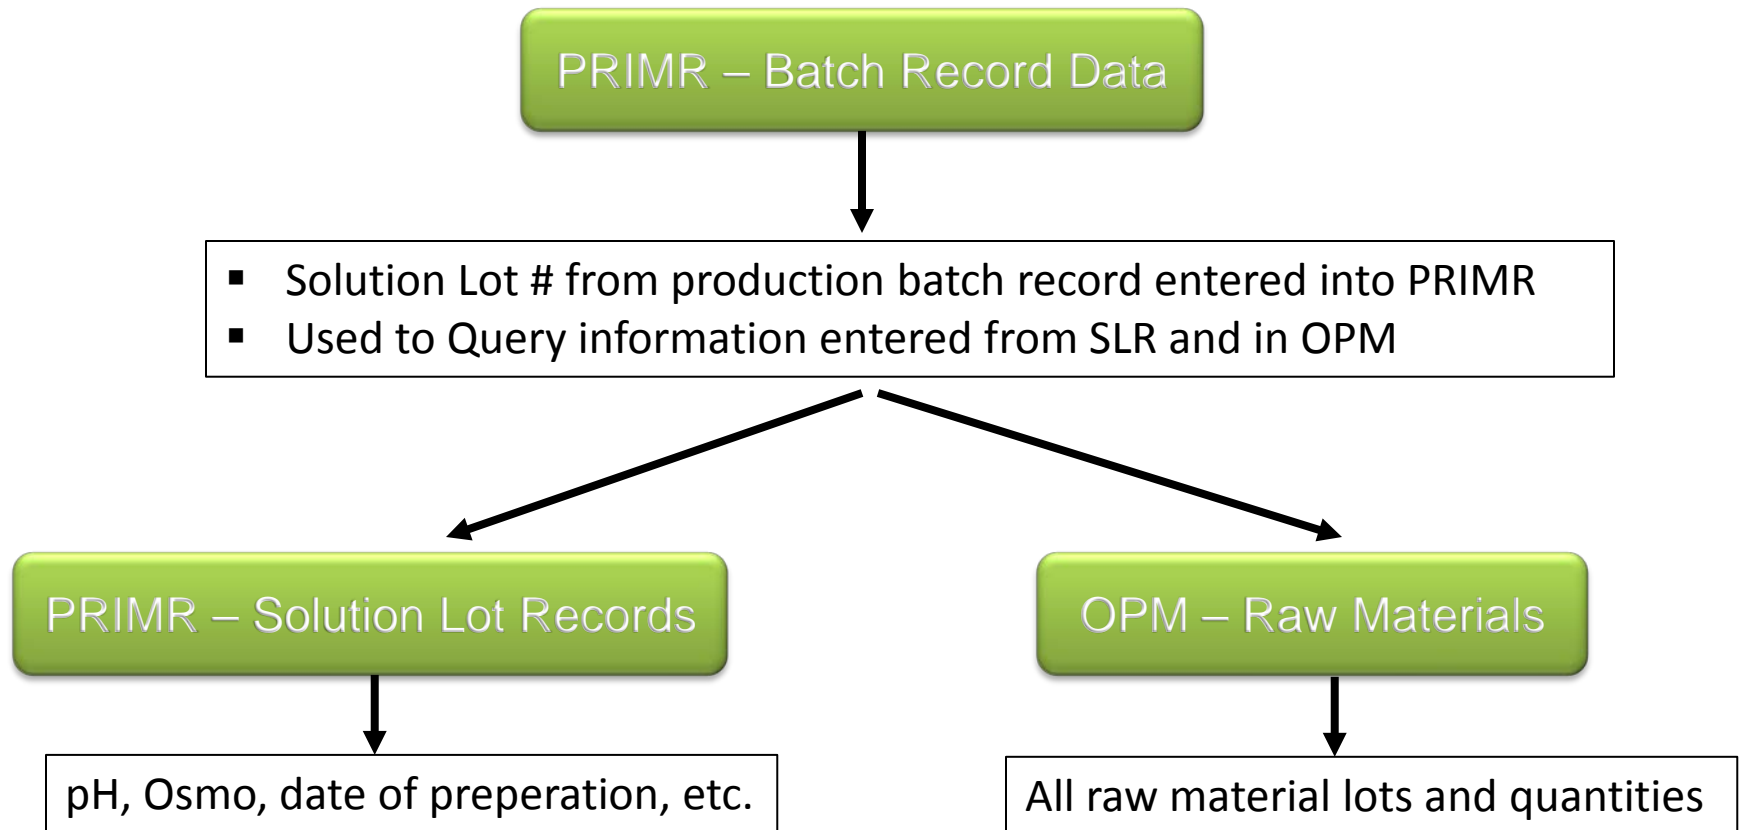 PRIMR – Batch Record Data
▪ Solution Lot # from production batch record entered into PRIMR
▪ Used to Query information entered from SLR and in OPM
PRIMR – Solution Lot Records
OPM – Raw Materials
pH, Osmo, date of preperation, etc.
All raw material lots and quantities